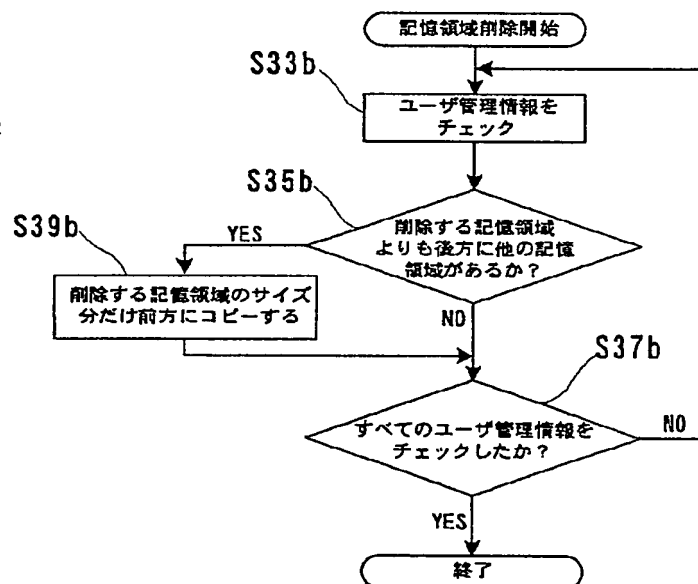 記憶領域削除開始
S33b
ユーザ管理情報を
チェック
S35b
削除する記憶領域
よりも後方に他の記憶
領域があるか？
YES
S39b
削除する記憶領域のサイズ
分だけ前方にコピーする
NO
S37b
すべてのユーザ管理情報を
チェックしたか？
NO
YES
終了